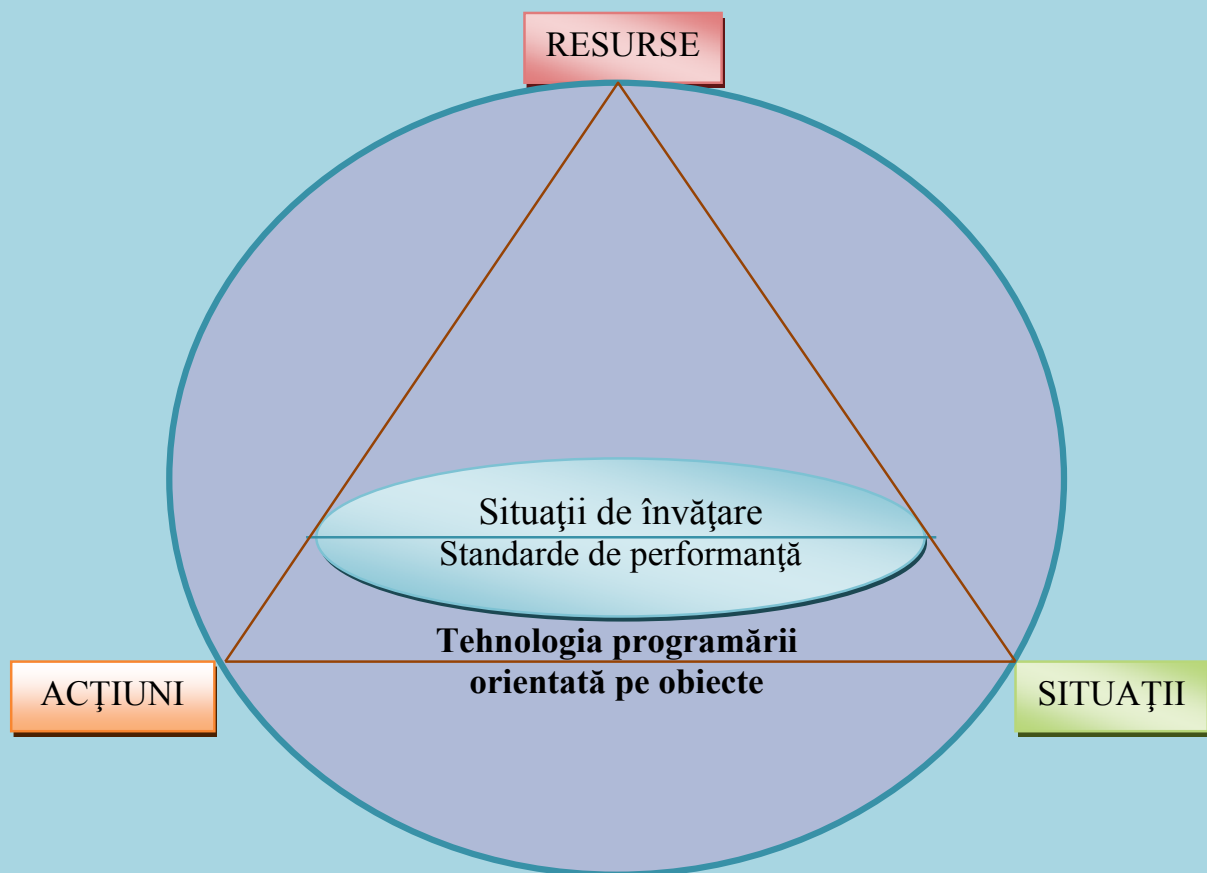 RESURSE
Situaţii de învăţare
Standarde de performanţă
Tehnologia programării
orientată pe obiecte
ACŢIUNI
SITUAŢII